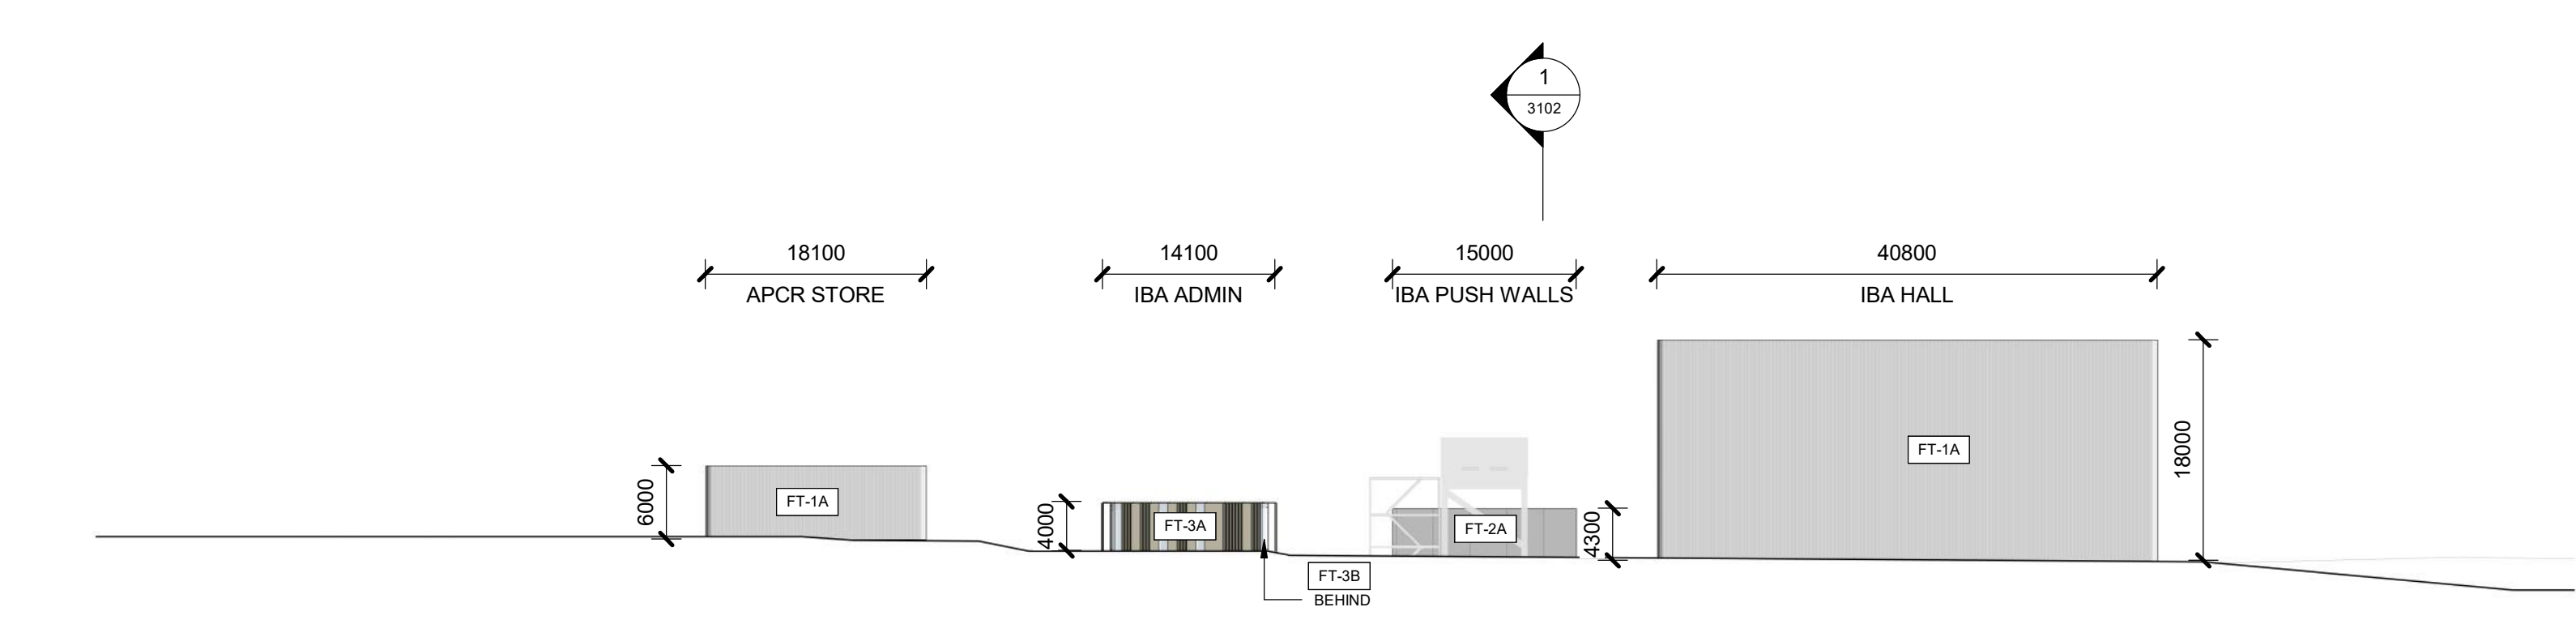 1
3102
18100
14100
15000
40800
APCR STORE
IBA ADMIN
IBA PUSH WALLS
IBA HALL
6000
FT-1A
4000
FT-3A
FT-2A
4300
FT-1A
18000
FT-3B
BEHIND